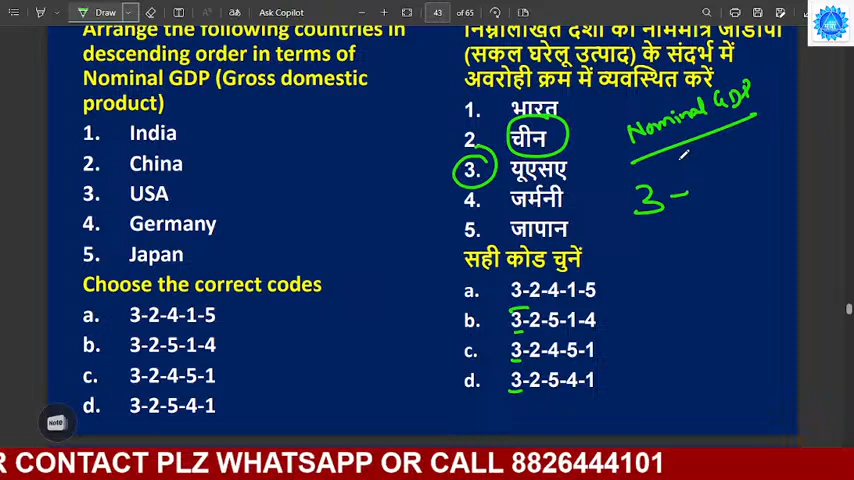 Draw
Ask Copilot
43 of 65
Arrange the following countries in
descending order in terms of
Nominal GDP (Gross domestic
product)
1. India
2. China
3. USA
4. Germany
5. Japan
Choose the correct codes
a. 3-2-4-1-5
b. 3-2-5-1-4
c. 3-2-4-5-1
d. 3-2-5-4-1
निम्नलिखित देशों को नाममात्र जीडीपी
(सकल घरेलू उत्पाद) के संदर्भ में
अवरोही क्रम में व्यवस्थित करें
1. भारत
2. चीन
3. यूएसए
4. जर्मनी
5. जापान
सही कोड चुनें
a. 3-2-4-1-5
b. 3-2-5-1-4
c. 3-2-4-5-1
d. 3-2-5-4-1
Nominal GDP
3-
Note
R CONTACT PLZ WHATSAPP OR CALL 8826444101